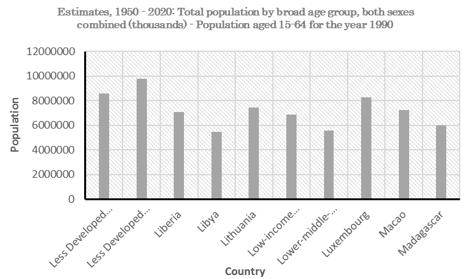 Estimates, 1950 - 2020: Total population by broad age group, both sexes
combined (thousands) - Population aged 15-64 for the year 1990
12000000
10000000
8000000
6000000
4000000
2000000
0
Population
Less Developed...
Less Developed...
Liberia
Libya
Lithuania
Low-income...
Lower-middle-...
Luxembourg
Macao
Madagascar
Country